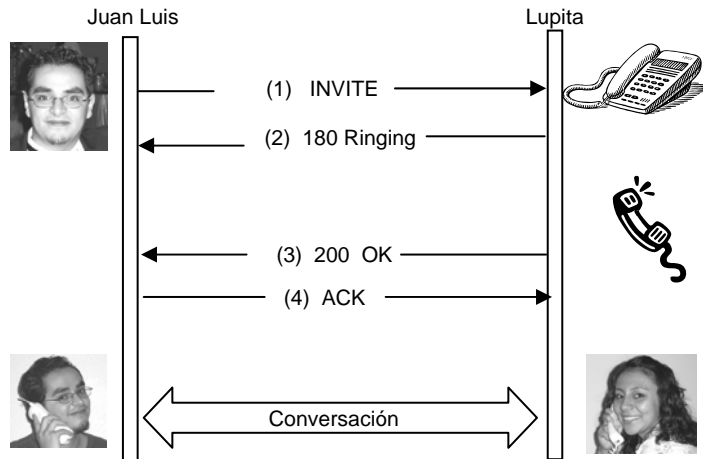 Juan Luis
Lupita
(1) INVITE
(2) 180 Ringing
(3) 200 OK
(4) ACK
Conversación